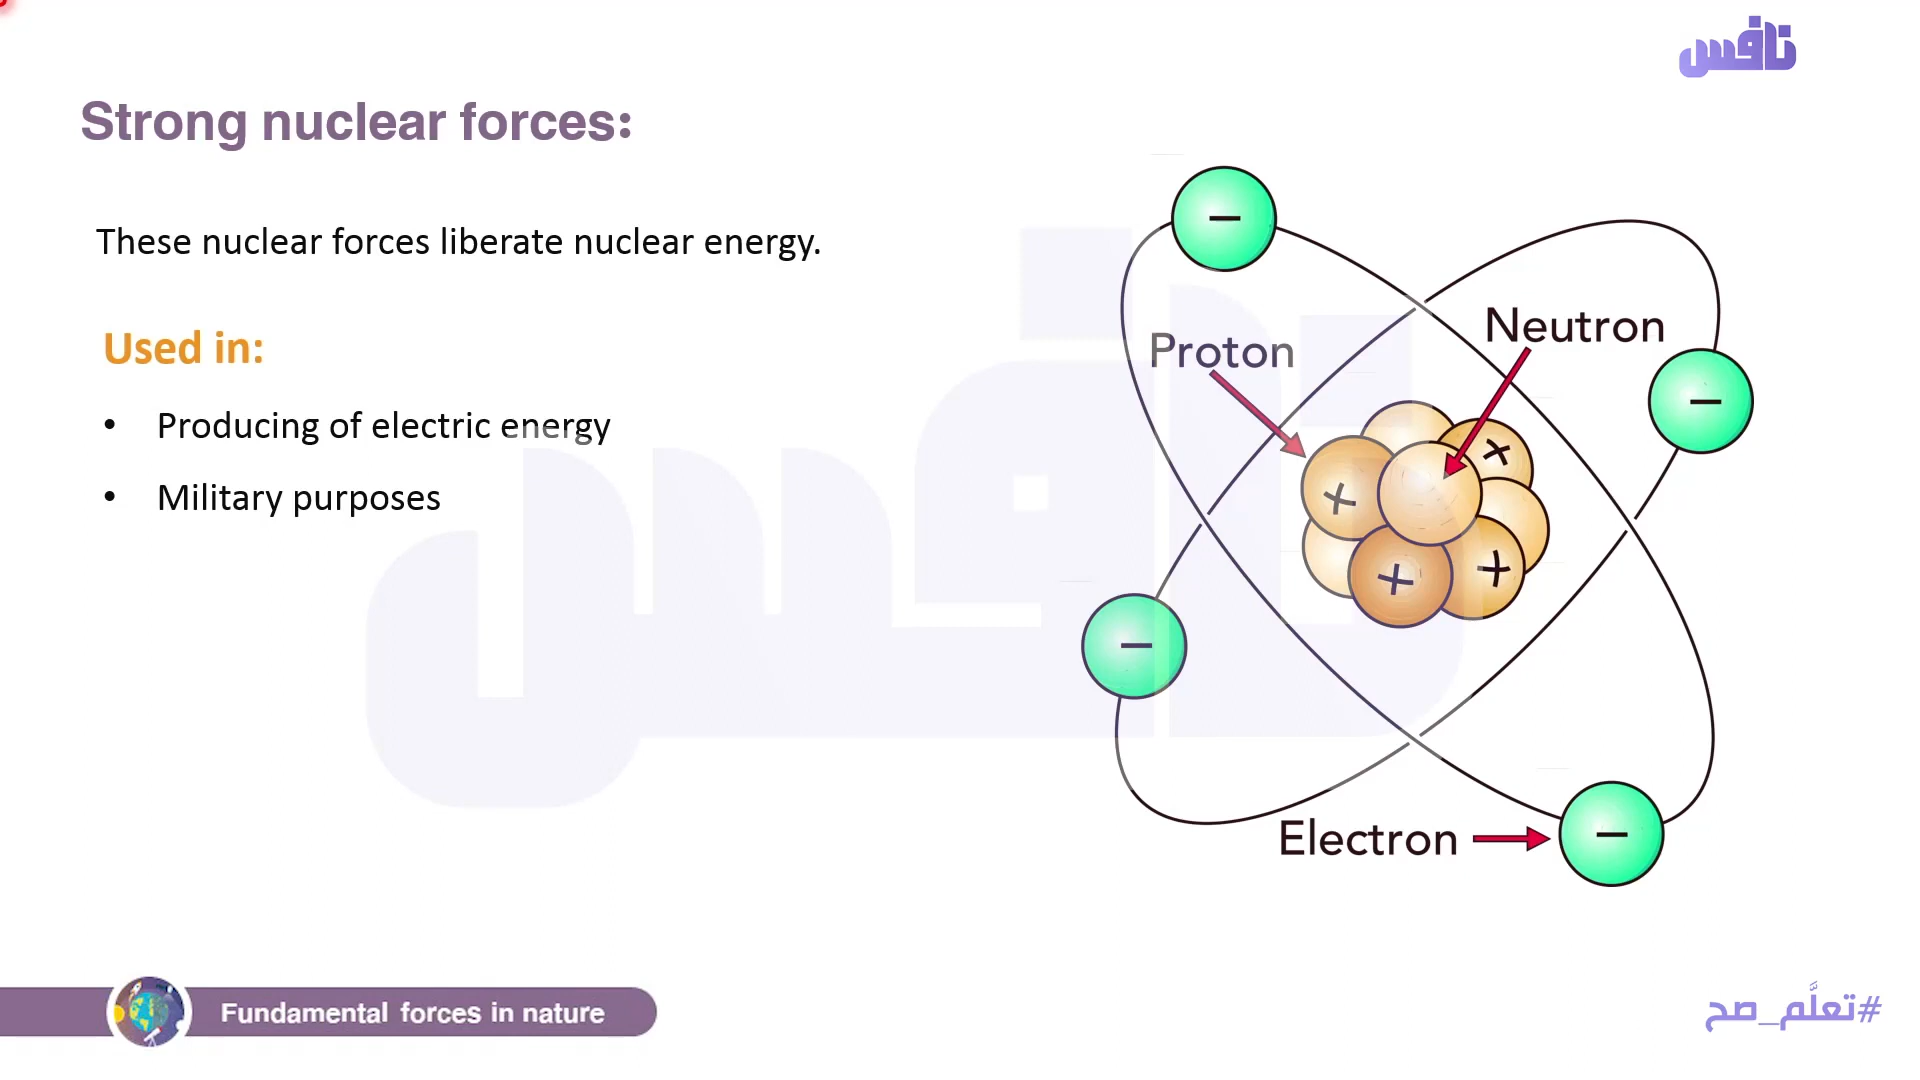 نافس
Strong nuclear forces:
These nuclear forces liberate nuclear energy.
Used in:
• Producing of electric energy
• Military purposes
Proton
Neutron
Electron
Fundamental forces in nature
#تعلَّم_صح